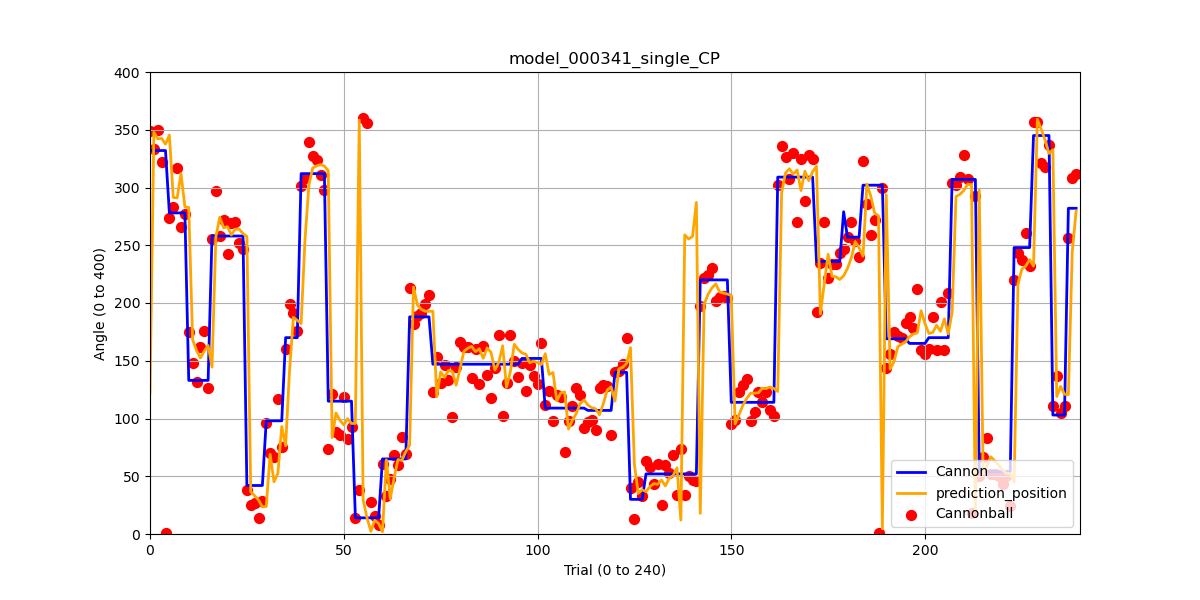 model_000341_single_CP
Angle (0 to 400)
400
350
300
250
200
150
100
50
0
0 50 100 150 200
Trial (0 to 240)
Cannon
prediction_position
Cannonball